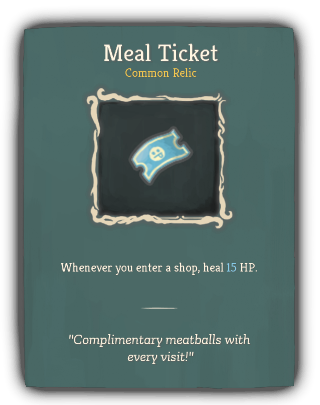 Meal Ticket
Common Relic
Whenever you enter a shop, heal 15 HP.
"Complimentary meatballs with
every visit!"